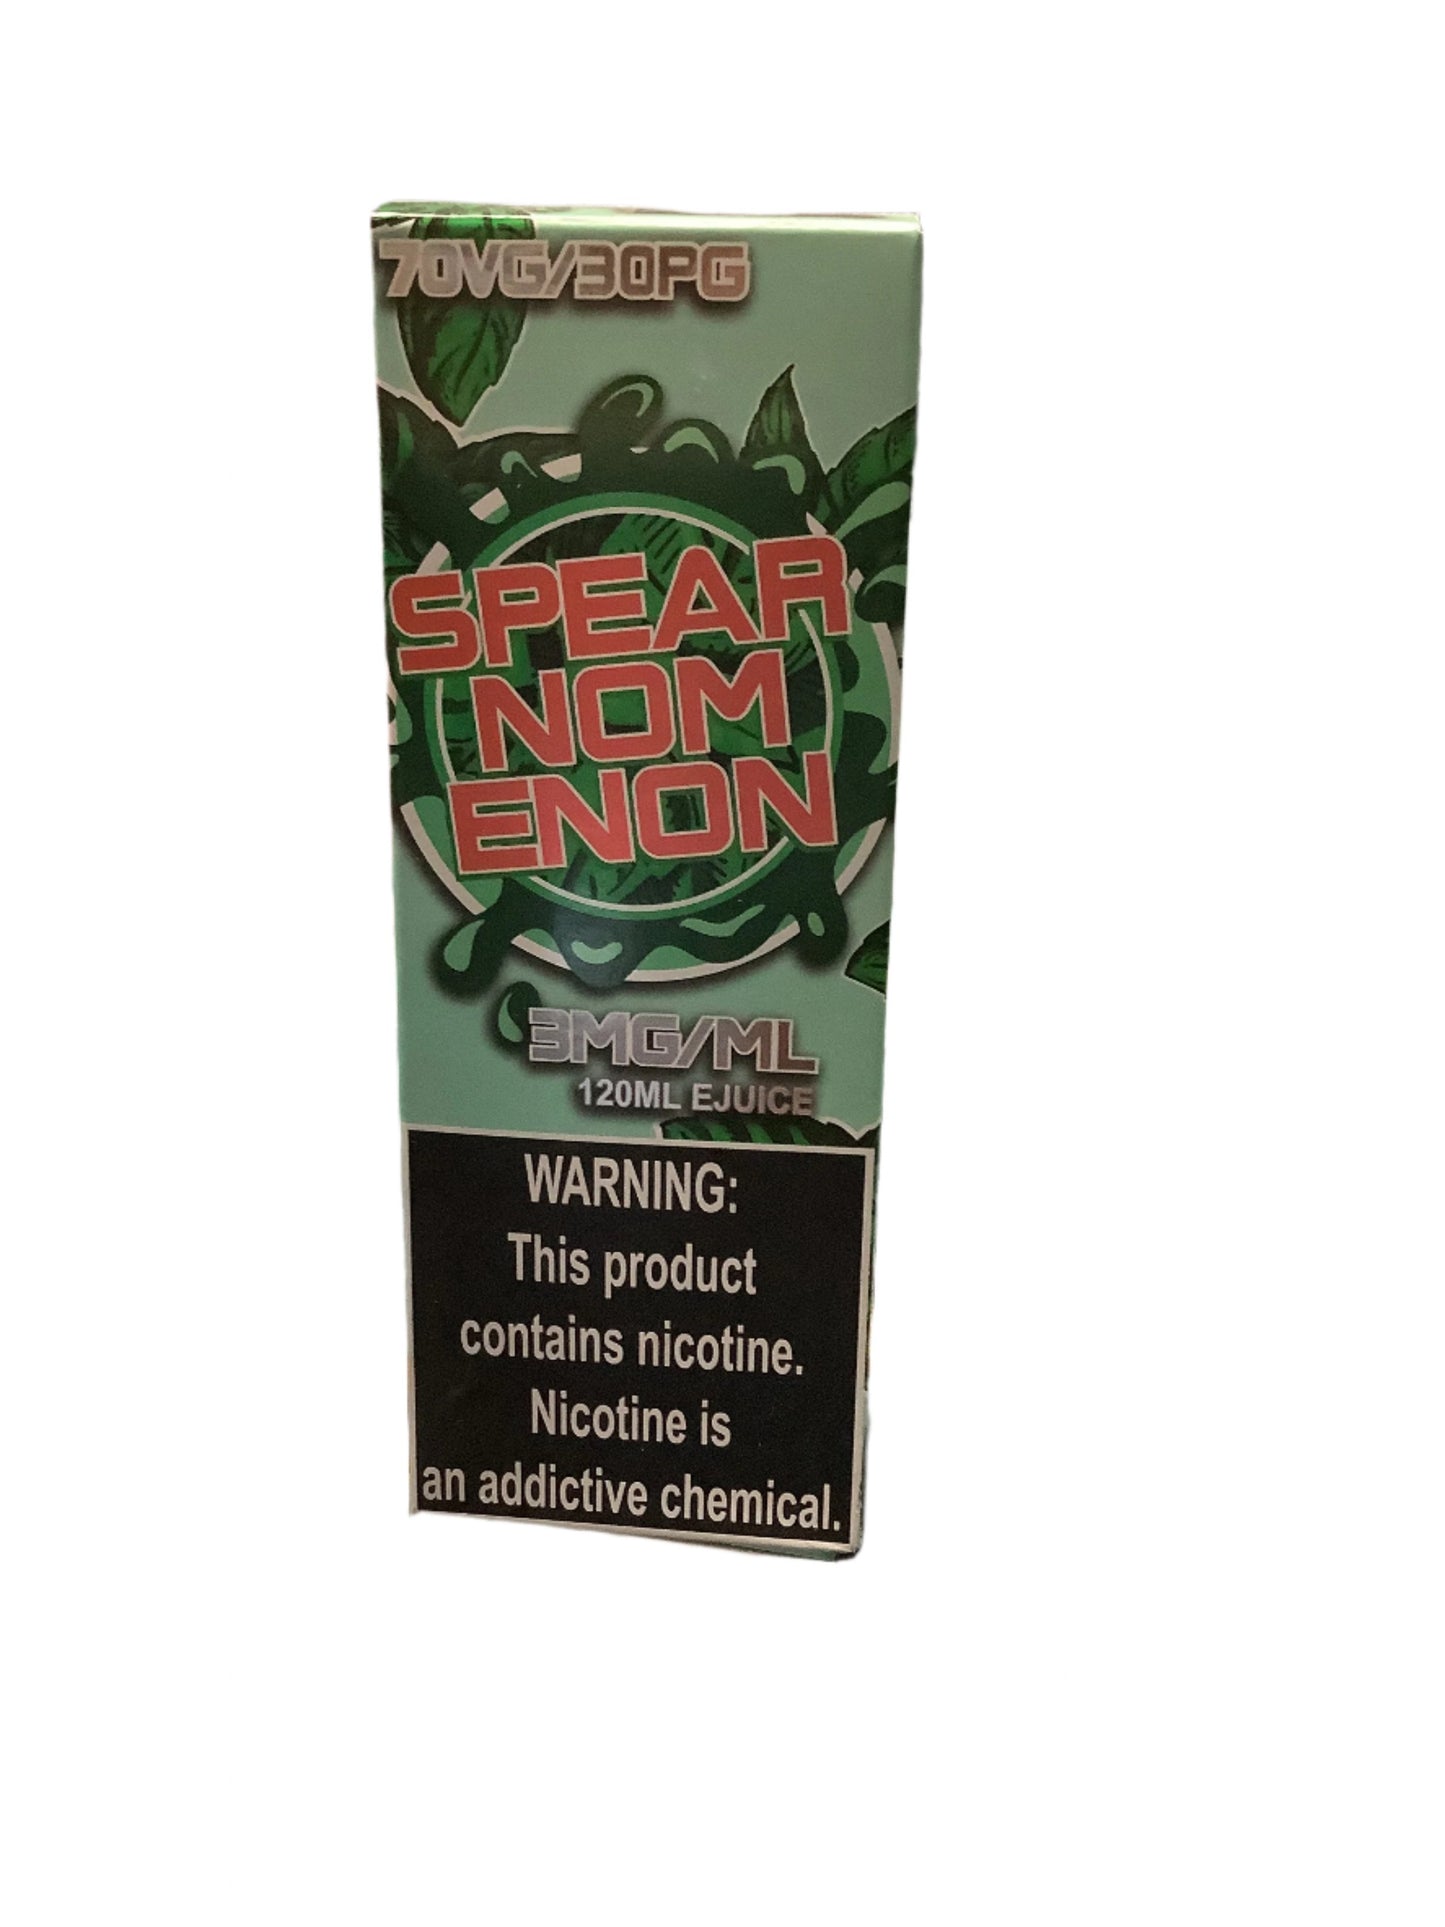 70VG/30PG
SPEAR
NOM
ENON
3MG/ML
120ML EJUICE
WARNING:
This product
contains nicotine.
Nicotine is
an addictive chemical.